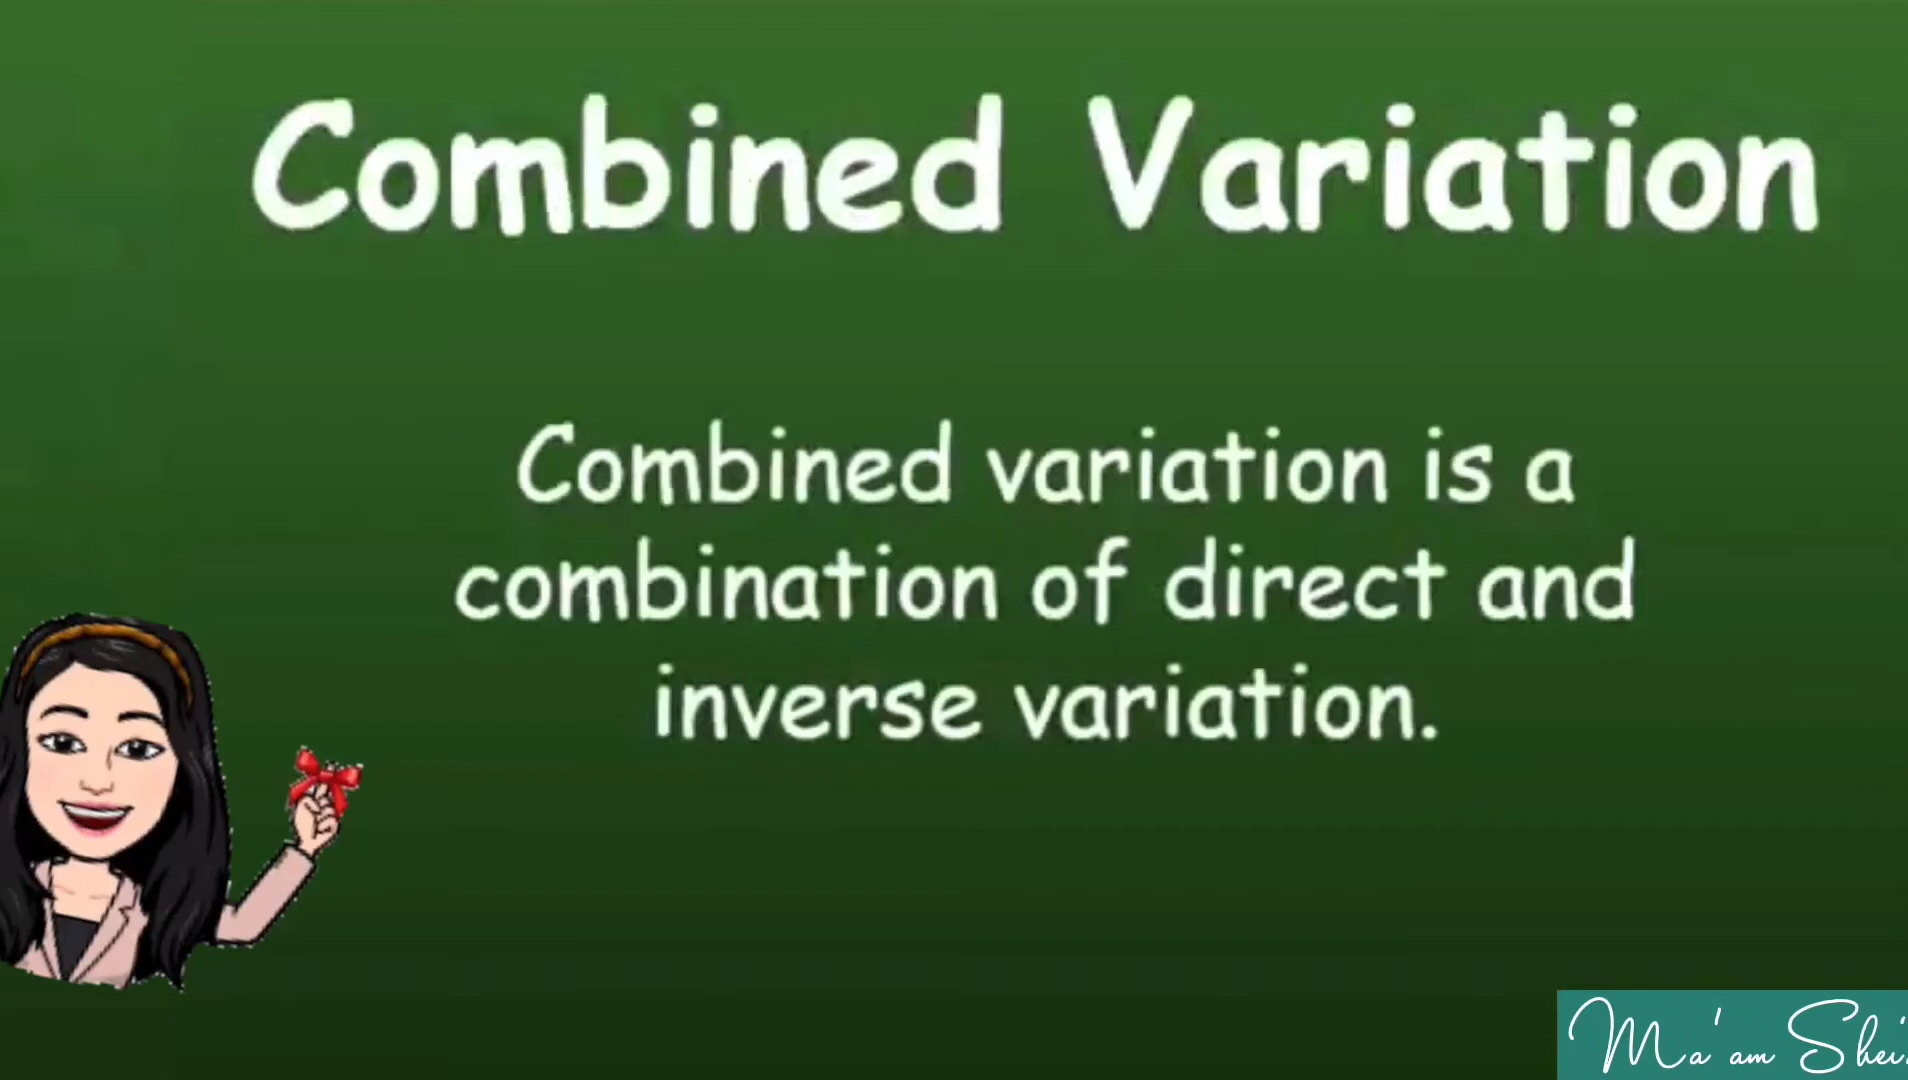 Combined Variation
Combined variation is a
combination of direct and
inverse variation.
Ma'am